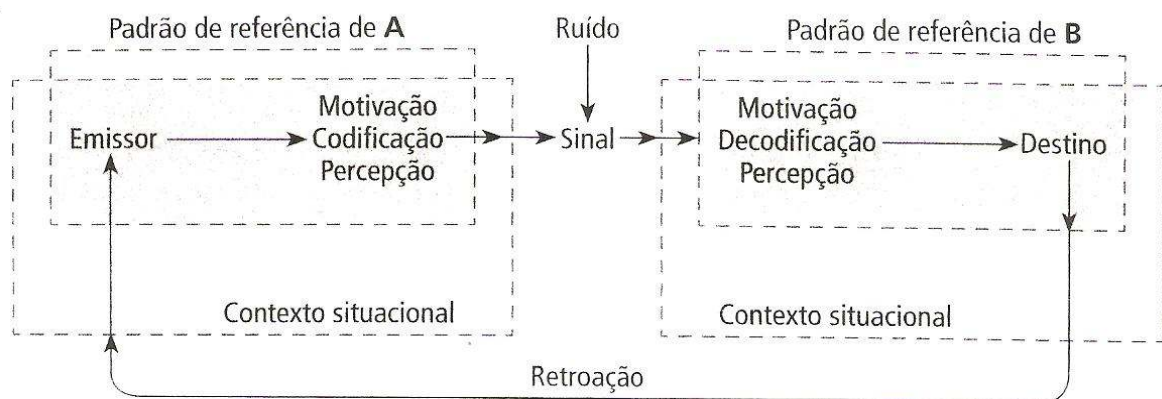 Padrão de referência de A
Ruído
Padrão de referência de B
Emissor
Motivação
Codificação
Percepção
Sinal
Motivação
Decodificação
Percepção
Destino
Contexto situacional
Contexto situacional
Retroação